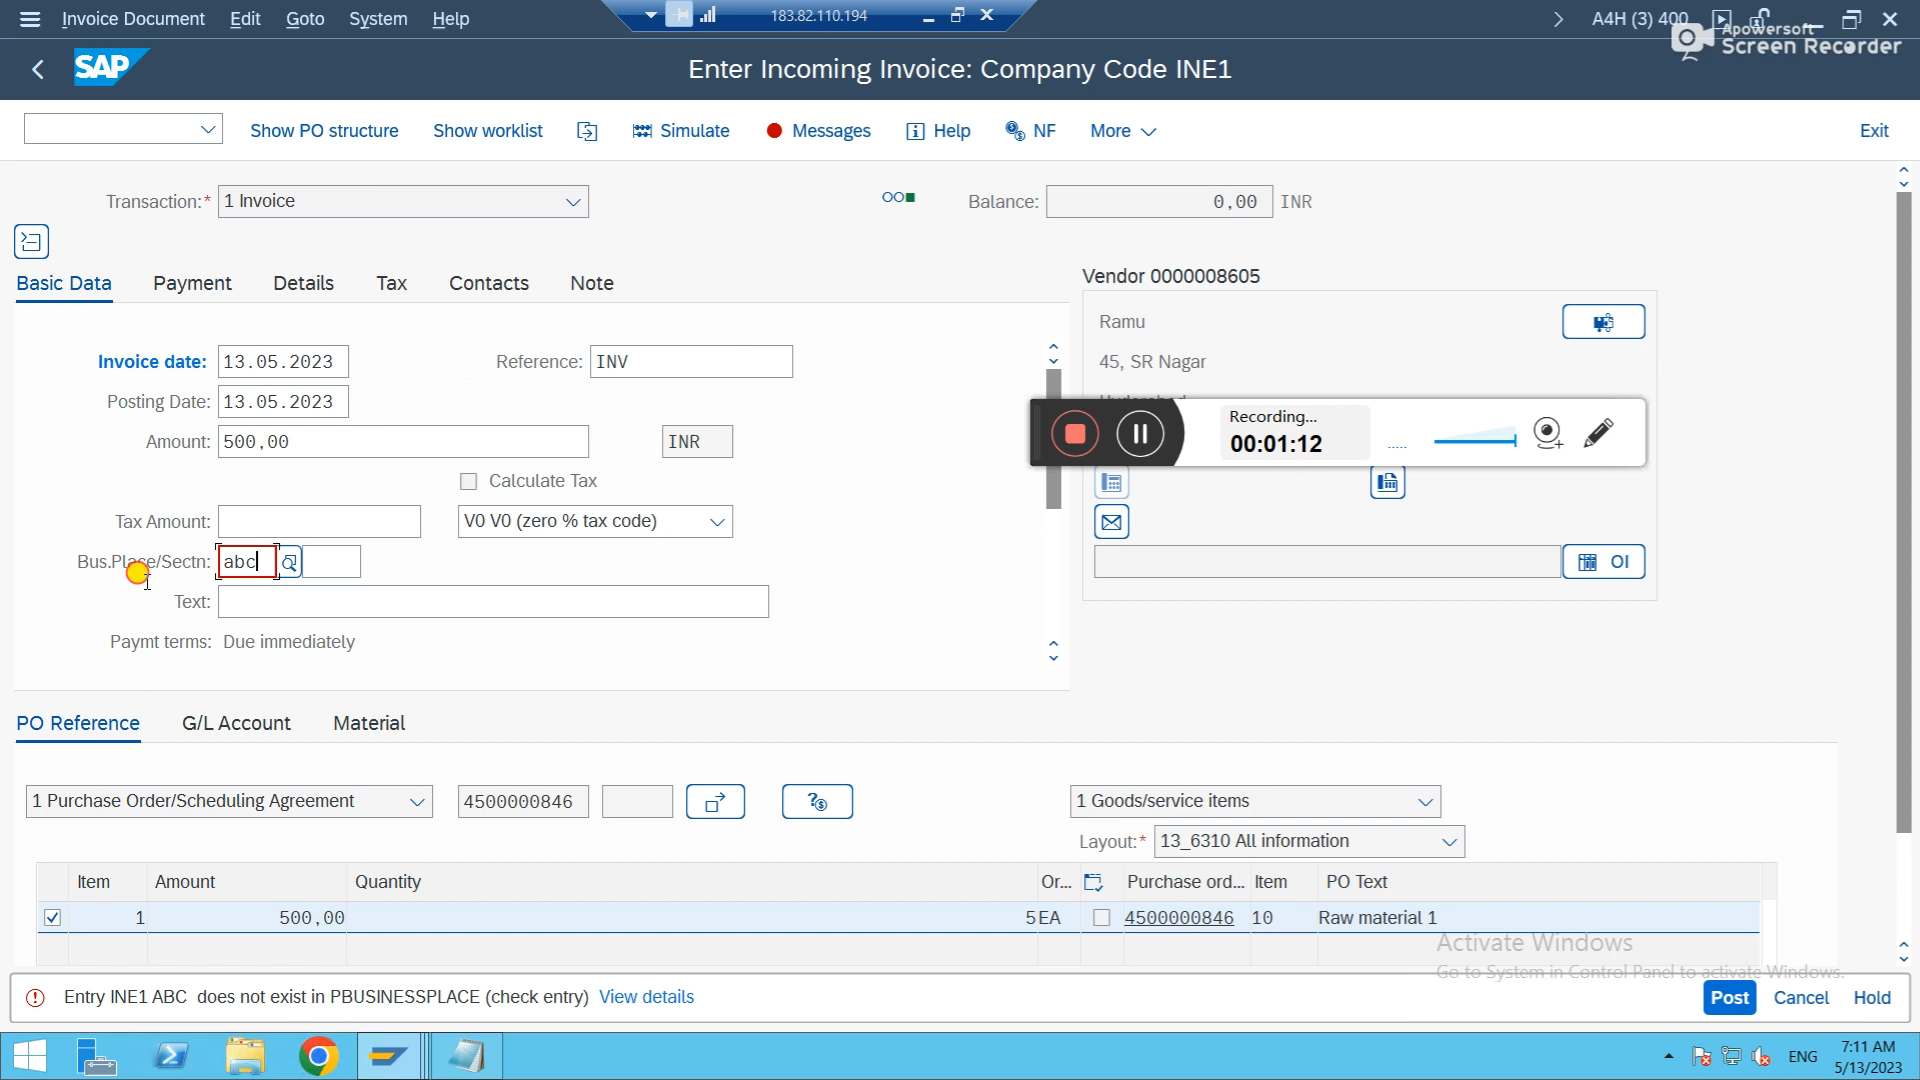 Invoice Document Edit Goto System Help
183.82.110.194
A4H (3) 400
Apowersoft
Screen Recorder
SAP
Enter Incoming Invoice: Company Code INE1
Show PO structure Show worklist Simulate Messages Help NF More Exit
Transaction:* 1 Invoice
Balance: 0,00 INR
Basic Data Payment Details Tax Contacts Note
Vendor 0000008605
Ramu
45, SR Nagar
Invoice date: 13.05.2023 Reference: INV
Posting Date: 13.05.2023
Amount: 500,00 INR
Recording...
00:01:12
Calculate Tax
Tax Amount: V0 V0 (zero % tax code)
Bus.Place/Sectn: abc
OI
Text:
Paymt terms: Due immediately
PO Reference G/L Account Material
1 Purchase Order/Scheduling Agreement 4500000846
1 Goods/service items
Layout:* 13_6310 All information
Item Amount Quantity Or... Purchase ord... Item PO Text
1 500,00 5 EA 4500000846 10 Raw material 1
Activate Windows
Go to System in Control Panel to activate Windows.
Entry INE1 ABC does not exist in PBUSINESSPLACE (check entry) View details
Post Cancel Hold
ENG
7:11 AM
5/13/2023